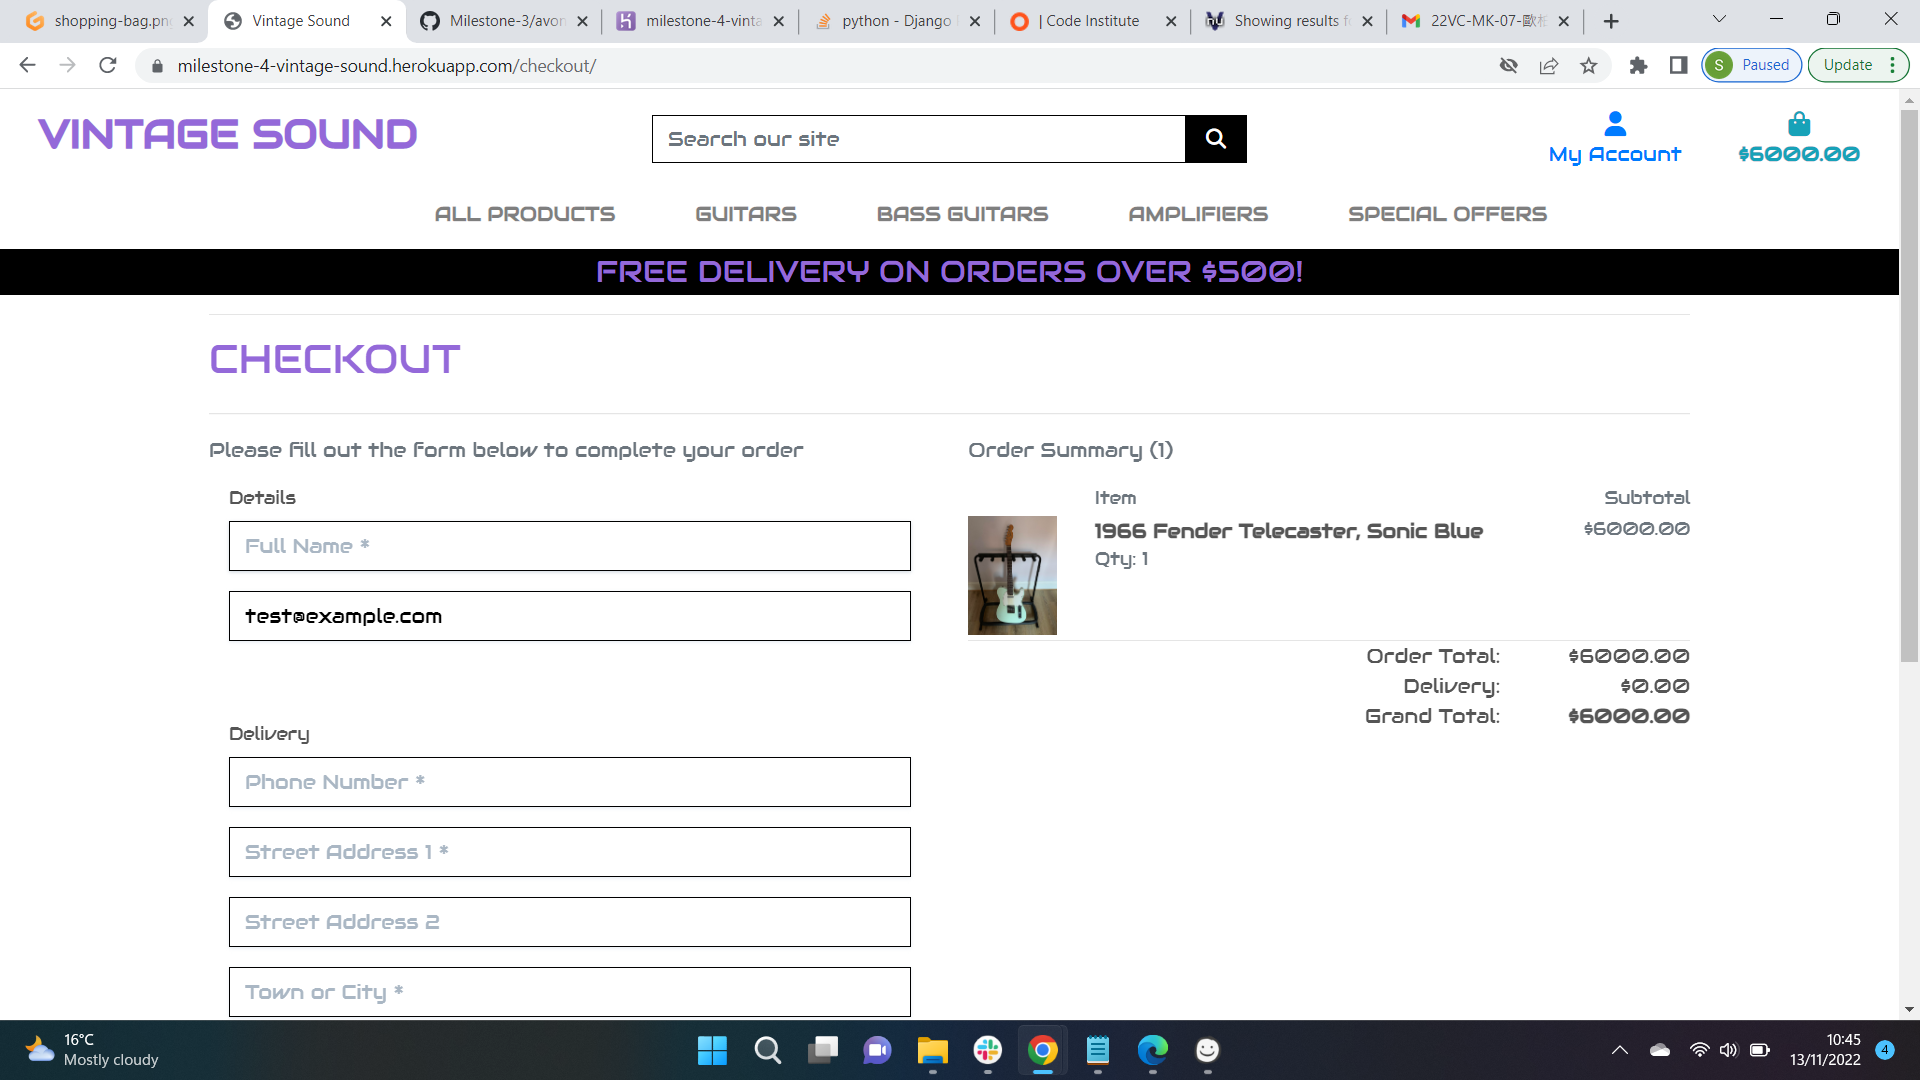 shopping-bag.pn
Vintage Sound
Milestone-3/avon
milestone-4-vinta
python - Django
| Code Institute
Showing results f
22VC-MK-07-歐
milestone-4-vintage-sound.herokuapp.com/checkout/
S Paused
Update
VINTAGE SOUND
Search our site
My Account
$6000.00
ALL PRODUCTS
GUITARS
BASS GUITARS
AMPLIFIERS
SPECIAL OFFERS
FREE DELIVERY ON ORDERS OVER $500!
CHECKOUT
Please fill out the form below to complete your order
Details
Full Name *
test@example.com
Delivery
Phone Number *
Street Address 1 *
Street Address 2
Town or City *
Order Summary (1)
Item
Subtotal
1966 Fender Telecaster, Sonic Blue
$6000.00
Qty: 1
Order Total: $6000.00
Delivery: $0.00
Grand Total: $6000.00
16°C
Mostly cloudy
10:45
13/11/2022
4